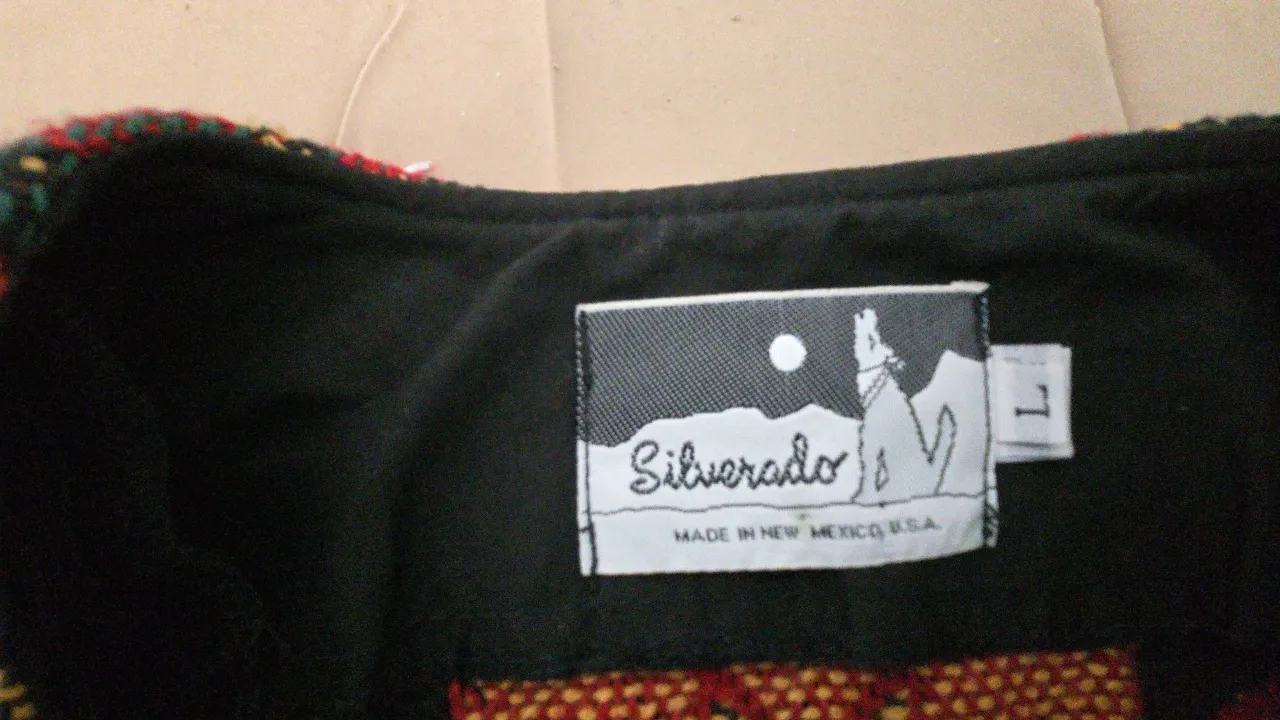 Silverado
MADE IN NEW MEXICO, U.S.A.
L